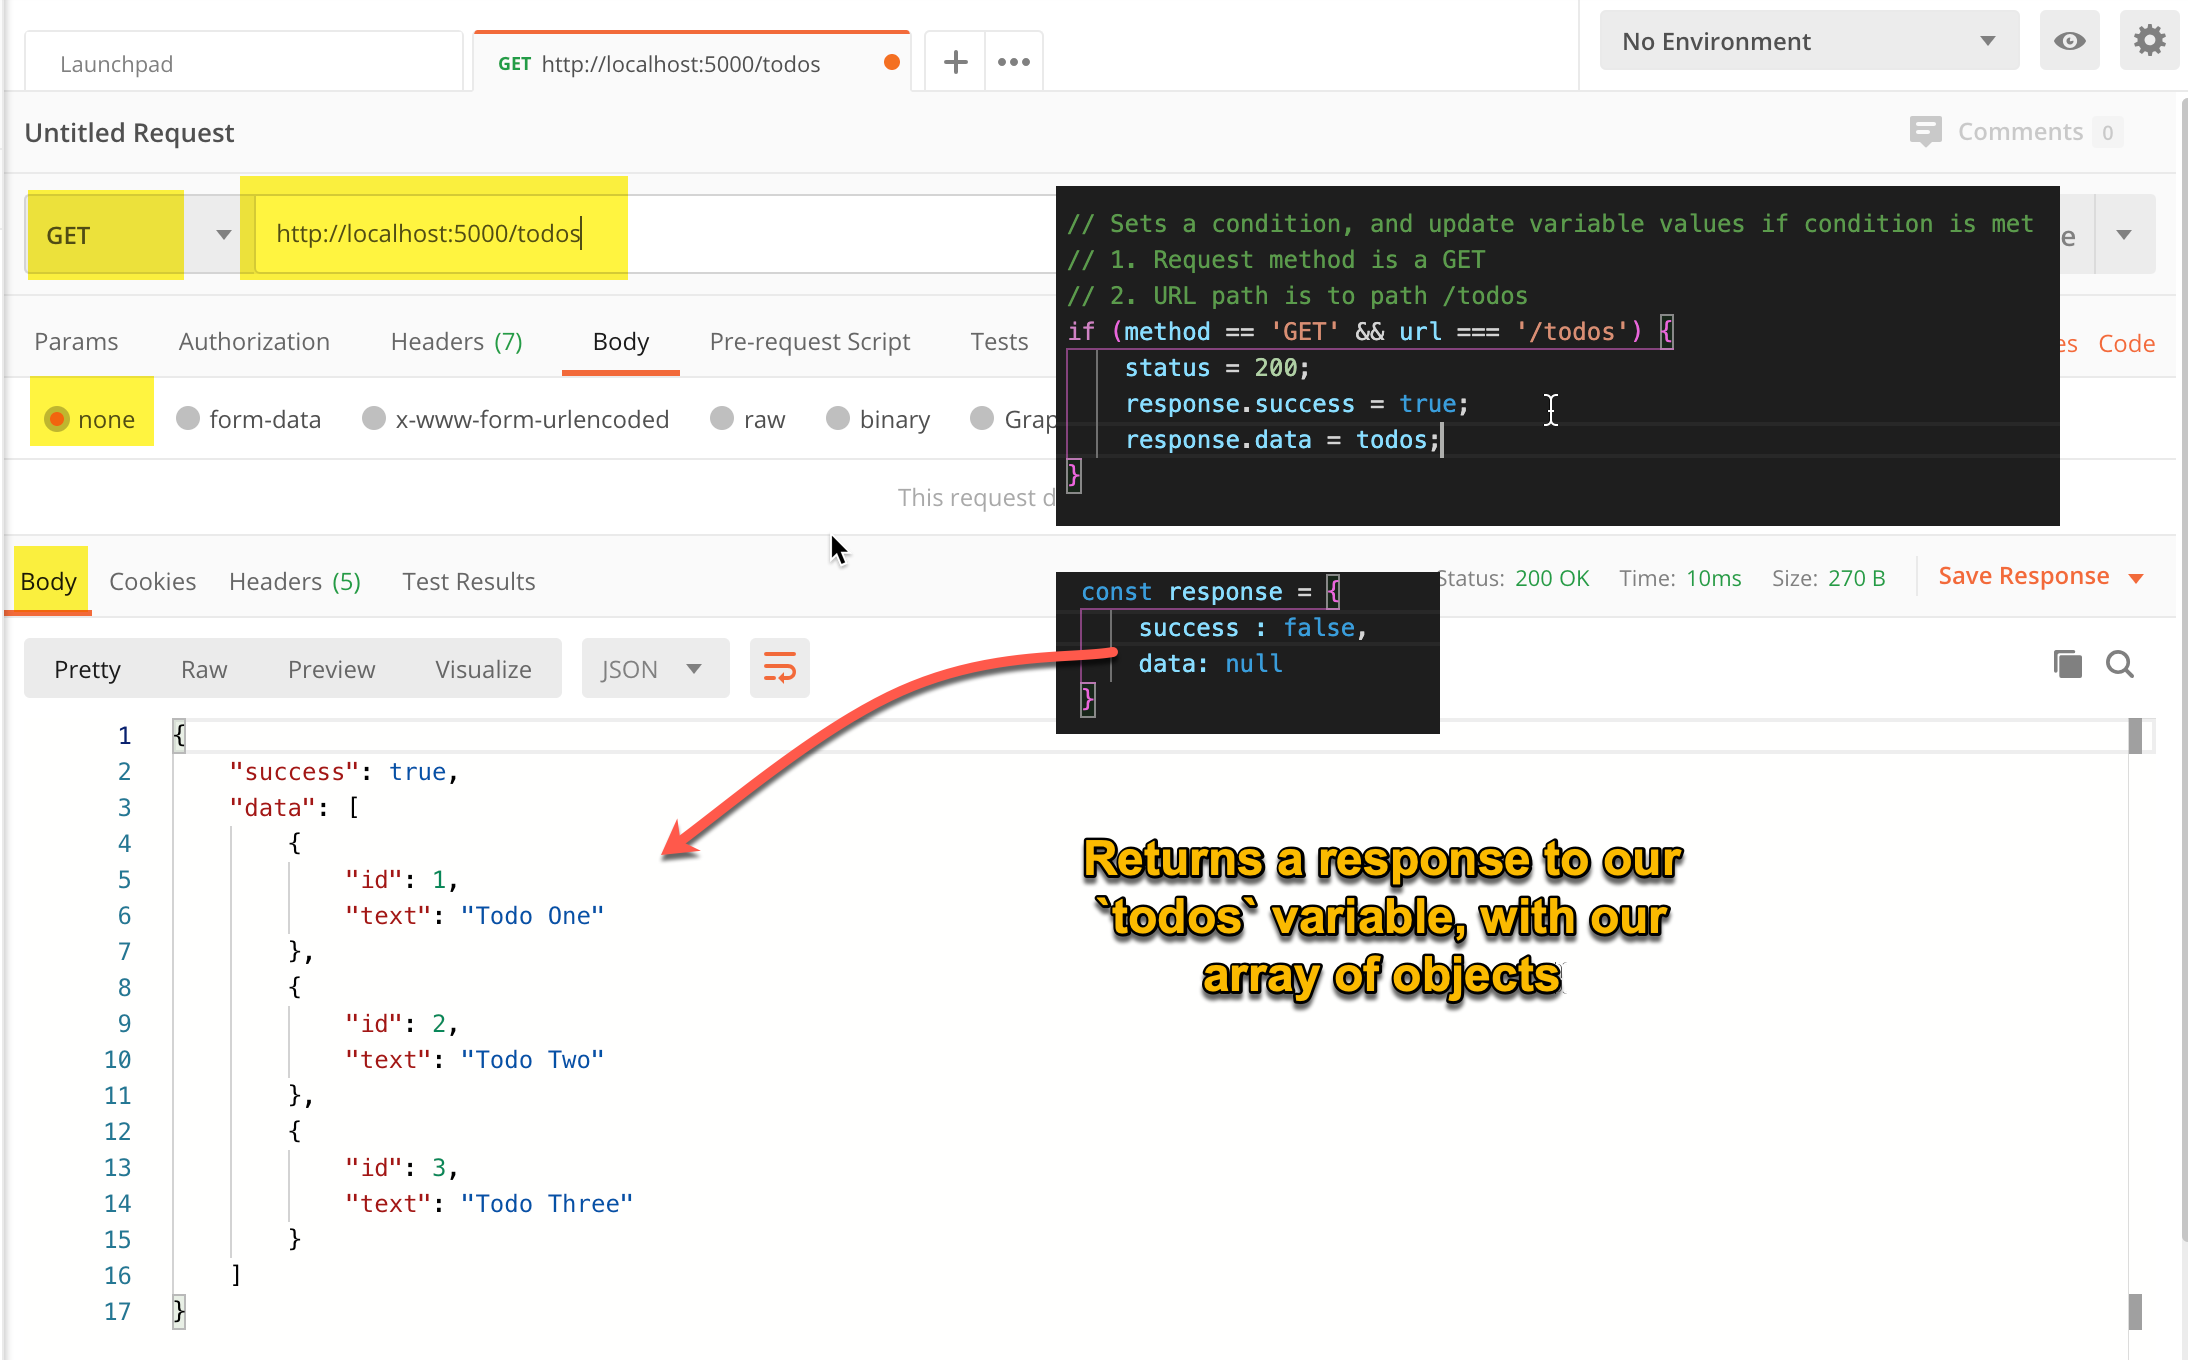 Launchpad
GET http://localhost:5000/todos
No Environment
Untitled Request
Comments 0
GET
http://localhost:5000/todos
// Sets a condition, and update variable values if condition is met
// 1. Request method is a GET
// 2. URL path is to path /todos
if (method == 'GET' && url === '/todos') {
status = 200;
response.success = true;
response.data = todos;
}
Params Authorization Headers (7) Body Pre-request Script Tests Code
none form-data x-www-form-urlencoded raw binary
This request
Body Cookies Headers (5) Test Results
Status: 200 OK Time: 10ms Size: 270 B Save Response
const response = {
success : false,
data: null
}
Pretty Raw Preview Visualize JSON
1 {
2 "success": true,
3 "data": [
4 {
5 "id": 1,
6 "text": "Todo One"
7 },
8 {
9 "id": 2,
10 "text": "Todo Two"
11 },
12 {
13 "id": 3,
14 "text": "Todo Three"
15 }
16 ]
17 }
Returns a response to our
`todos` variable, with our
array of objects